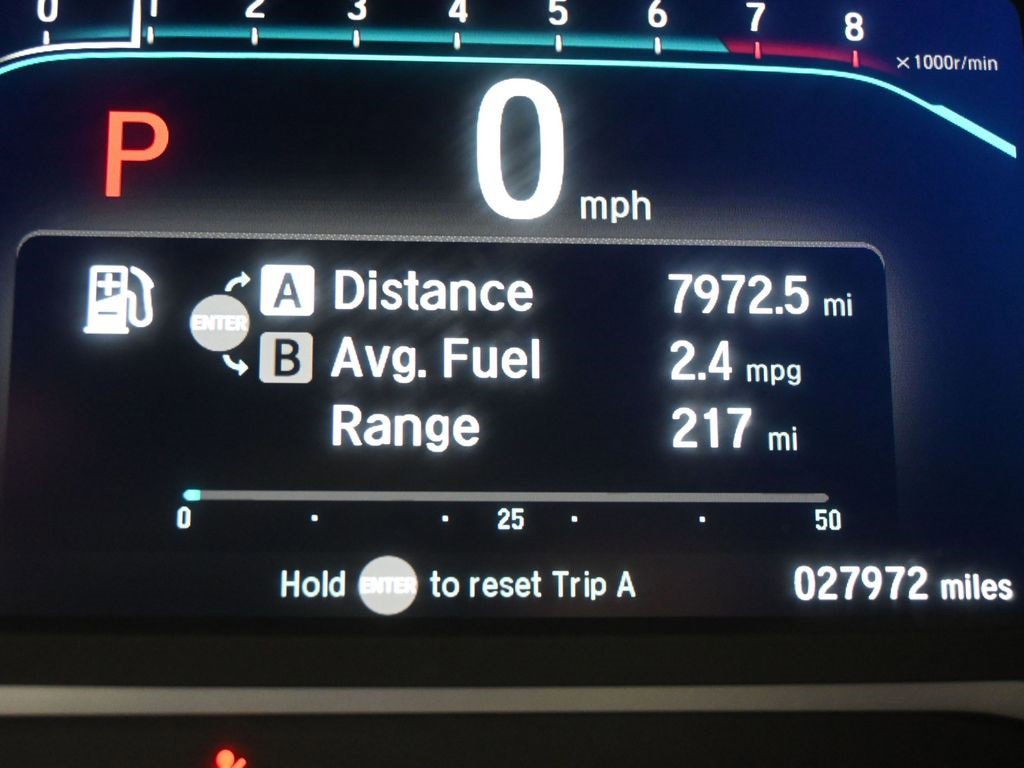 0 1 2 3 4 5 6 7 8
x1000r/min
P
0 mph
A Distance 7972.5 mi
ENTER
B Avg. Fuel 2.4 mpg
Range 217 mi
0 25 50
Hold ENTER to reset Trip A
027972 miles